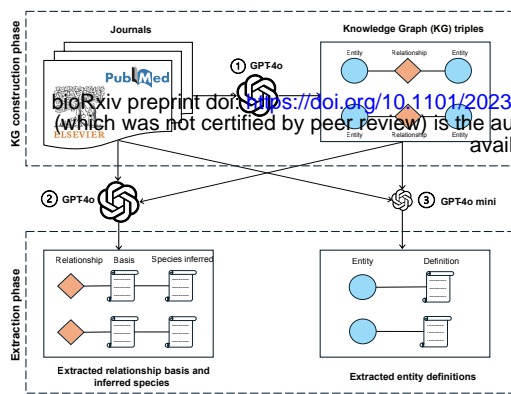 Journals
Knowledge Graph (KG) triples
KG construction phase
PubMed
ELSEVIER
1 GPT-4o
Entity Relationship Entity
Entity Relationship Entity
bioRxiv preprint doi: https://doi.org/10.1101/2023
(which was not certified by peer review) is the au
avail
2 GPT-4o
3 GPT-4o mini
Extraction phase
Relationship Basis Species inferred
Entity Definition
Extracted relationship basis and
inferred species
Extracted entity definitions